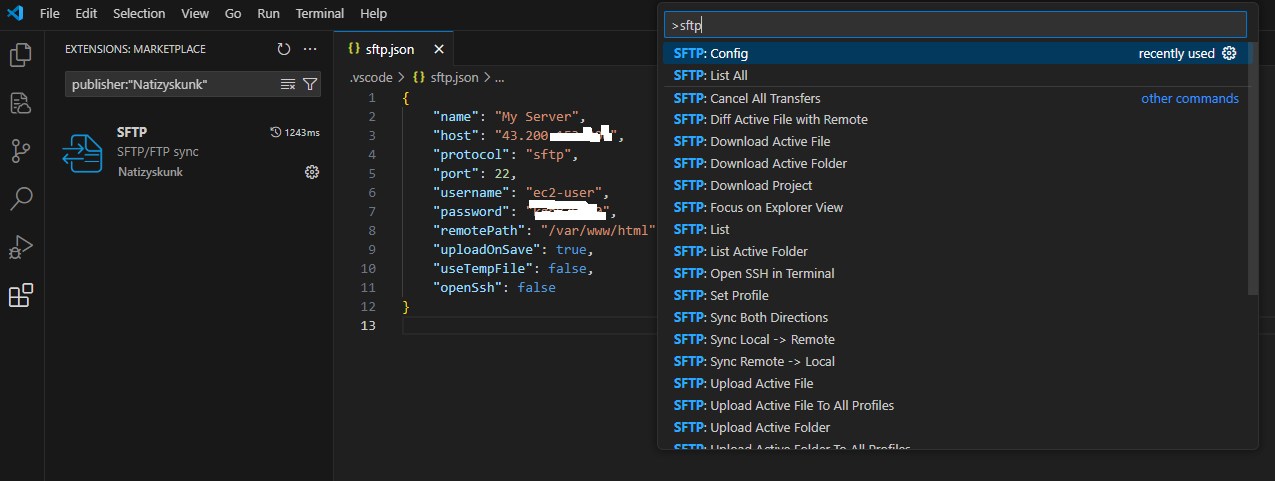 File Edit Selection View Go Run Terminal Help
EXTENSIONS: MARKETPLACE
publisher:"Natizyskunk"
SFTP
1243ms
SFTP/FTP sync
Natizyskunk
sftp.json
.vscode > {} sftp.json > ...
1 {
2 "name": "My Server",
3 "host": "43.200
4 "protocol": "sftp",
5 "port": 22,
6 "username": "ec2-user",
7 "password": "
8 "remotePath": "/var/www/html"
9 "uploadOnSave": true,
10 "useTempFile": false,
11 "openSsh": false
12 }
13
>sftp
SFTP: Config recently used
SFTP: List All
SFTP: Cancel All Transfers other commands
SFTP: Diff Active File with Remote
SFTP: Download Active File
SFTP: Download Active Folder
SFTP: Download Project
SFTP: Focus on Explorer View
SFTP: List
SFTP: List Active Folder
SFTP: Open SSH in Terminal
SFTP: Set Profile
SFTP: Sync Both Directions
SFTP: Sync Local -> Remote
SFTP: Sync Remote -> Local
SFTP: Upload Active File
SFTP: Upload Active File To All Profiles
SFTP: Upload Active Folder
SFTP: Upload Active Folder To All Profiles